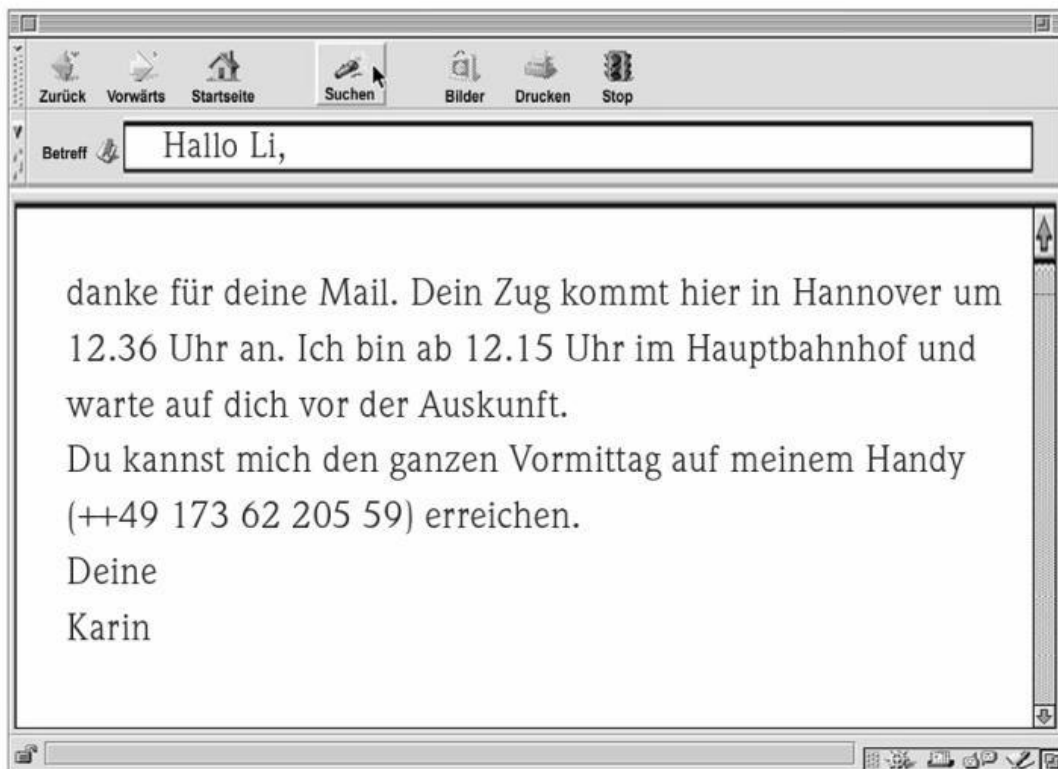 Zurück Vorwärts Startseite Suchen Bilder Drucken Stop
Betreff Hallo Li,
danke für deine Mail. Dein Zug kommt hier in Hannover um
12.36 Uhr an. Ich bin ab 12.15 Uhr im Hauptbahnhof und
warte auf dich vor der Auskunft.
Du kannst mich den ganzen Vormittag auf meinem Handy
(++49 173 62 205 59) erreichen.
Deine
Karin